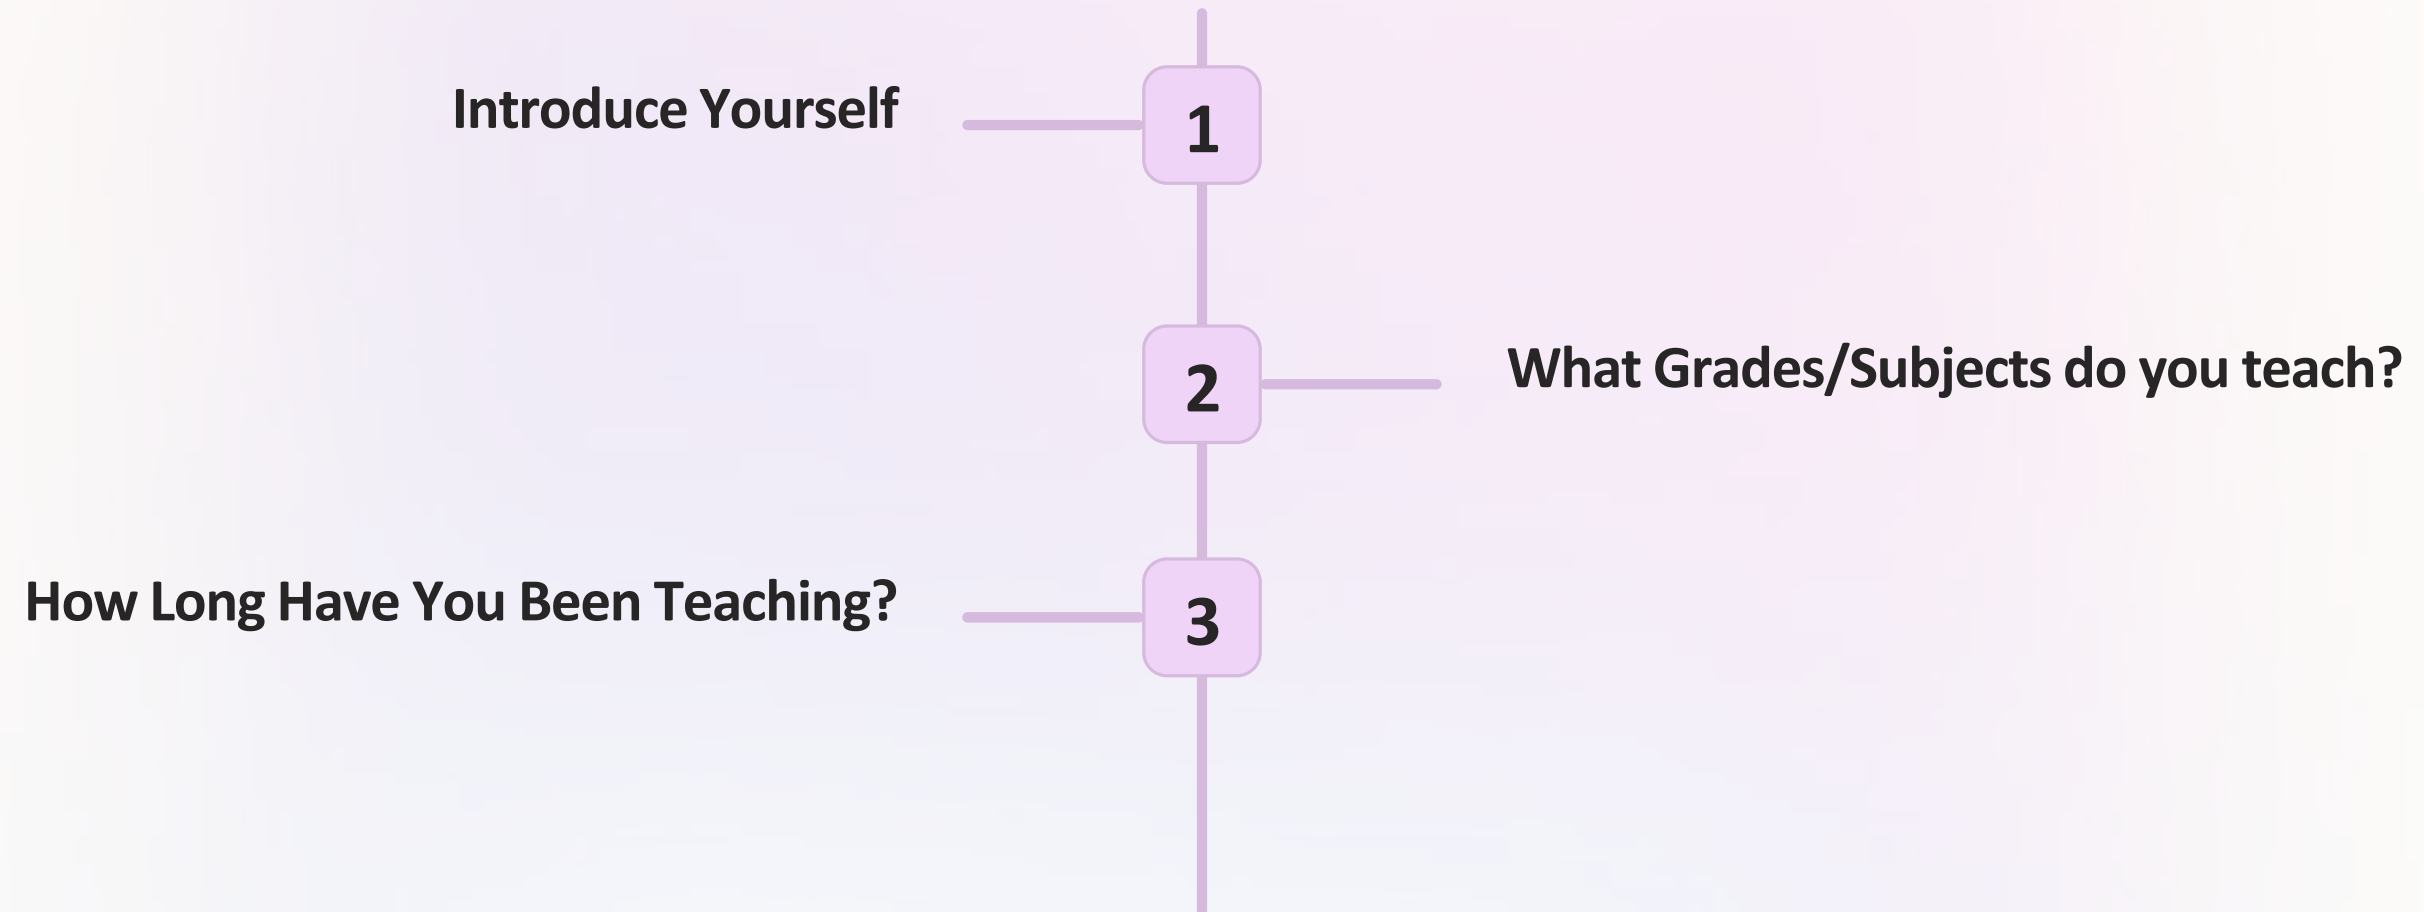 Introduce Yourself
1
2
What Grades/Subjects do you teach?
How Long Have You Been Teaching?
3